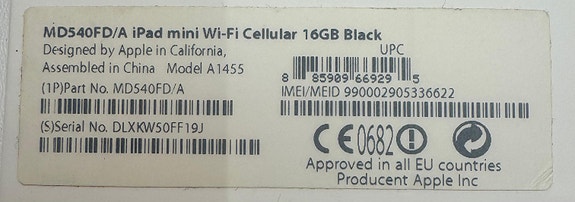 MD540FD/A iPad mini Wi-Fi Cellular 16GB Black
Designed by Apple in California,
UPC
Assembled in China Model A1455
8 85909 66929 5
(1P)Part No. MD540FD/A
IMEI/MEID 990002905336622
(S)Serial No. DLXKW50FF19J
CE0682
Approved in all EU countries
Producent Apple Inc